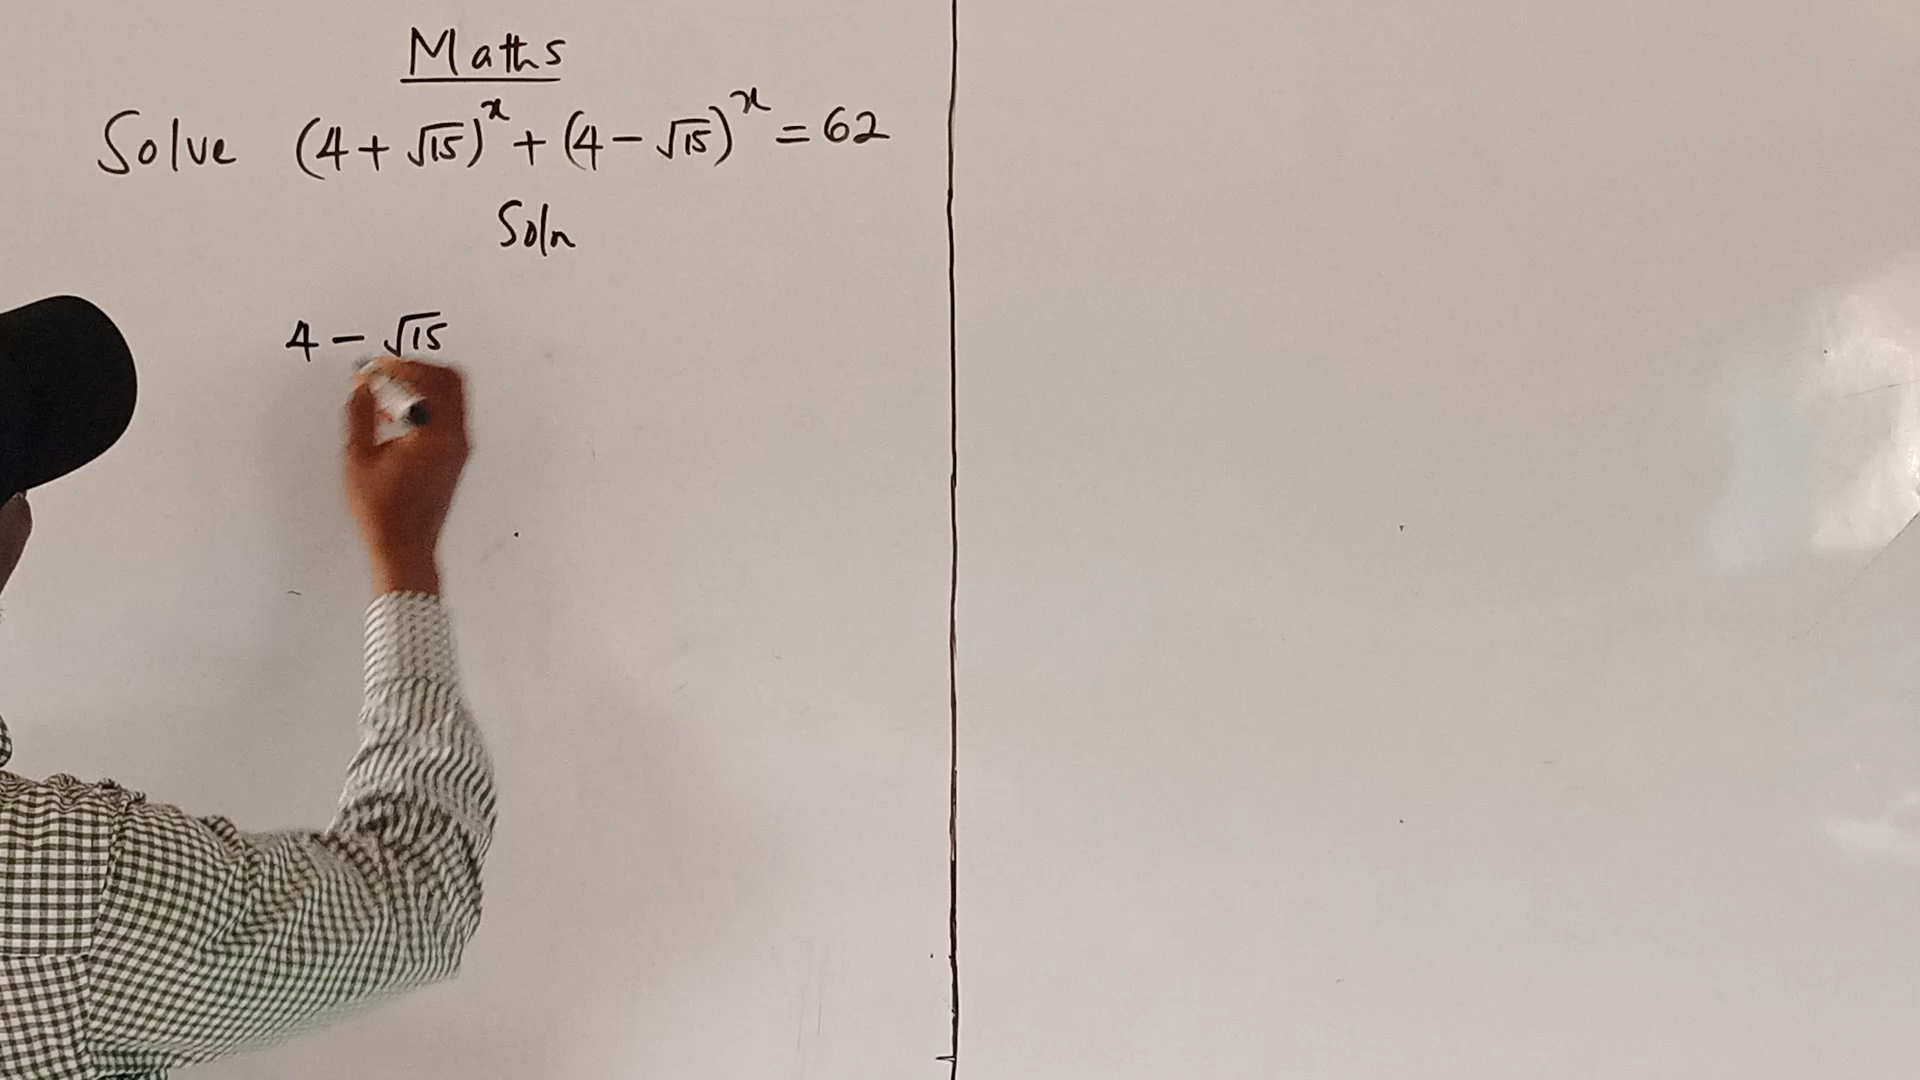 Maths
Solve (4+√15)^x + (4-√15)^x = 62
Soln
4 - √15